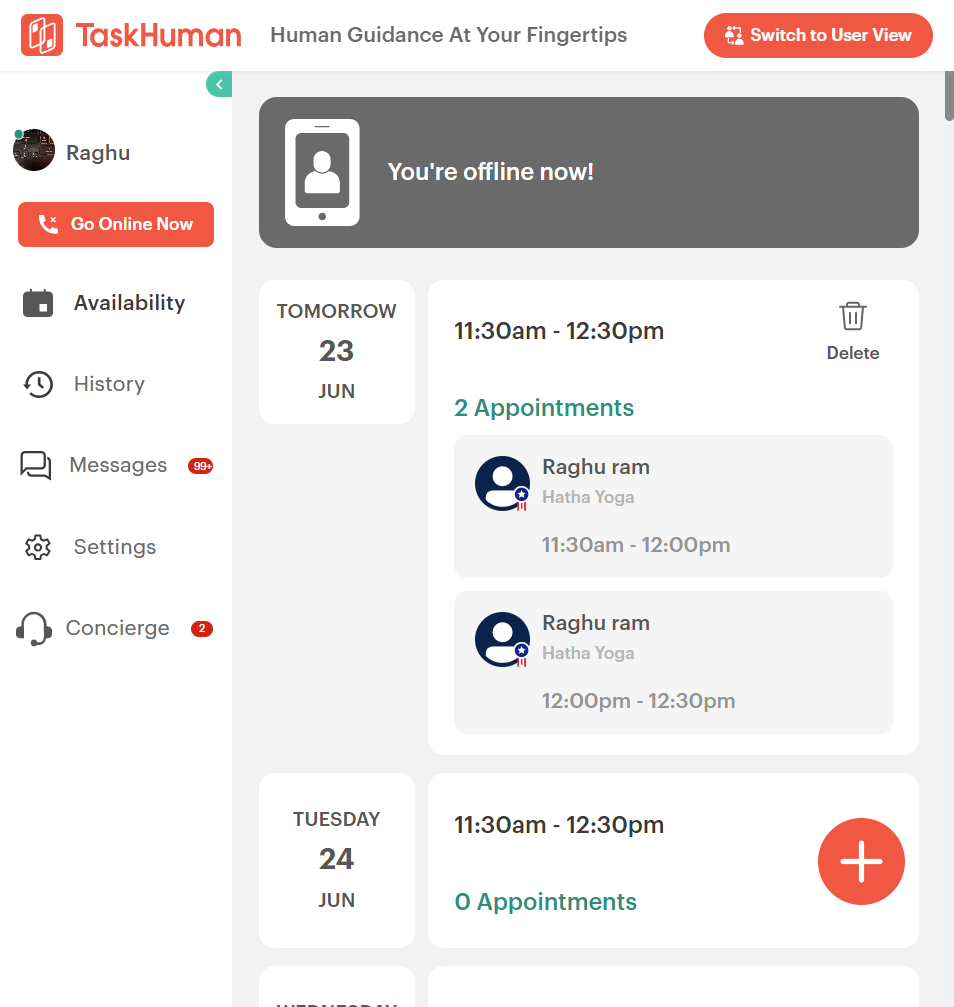 TaskHuman
Human Guidance At Your Fingertips
Switch to User View
Raghu
Go Online Now
Availability
History
Messages
99+
Settings
Concierge
2
You're offline now!
TOMORROW
23
JUN
11:30am - 12:30pm
Delete
2 Appointments
Raghu ram
Hatha Yoga
11:30am - 12:00pm
Raghu ram
Hatha Yoga
12:00pm - 12:30pm
TUESDAY
24
JUN
11:30am - 12:30pm
0 Appointments
WEDNESDAY